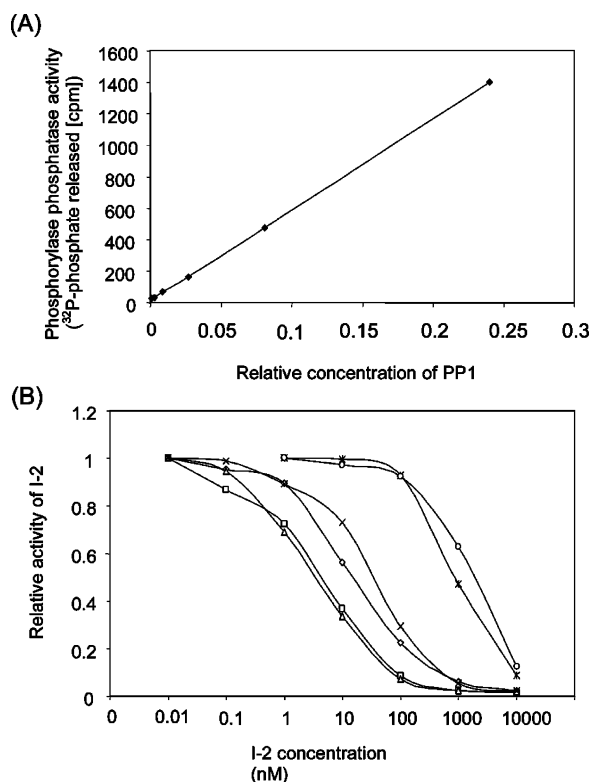 (A)
Phosphorylase phosphatase activity
(³²P-phosphate released [cpm])
1600
1400
1200
1000
800
600
400
200
0
0 0.05 0.1 0.15 0.2 0.25 0.3
Relative concentration of PP1
(B)
Relative activity of I-2
1.2
1
0.8
0.6
0.4
0.2
0
0 0.01 0.1 1 10 100 1000 10000
I-2 concentration
(nM)